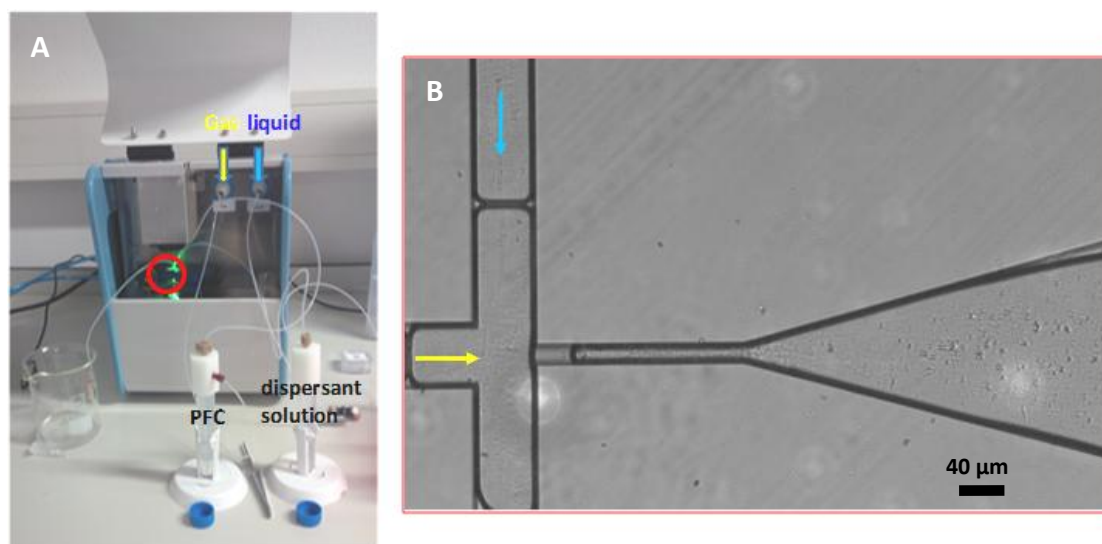 A
Gas liquid
PFC
dispersant
solution
B
40 µm